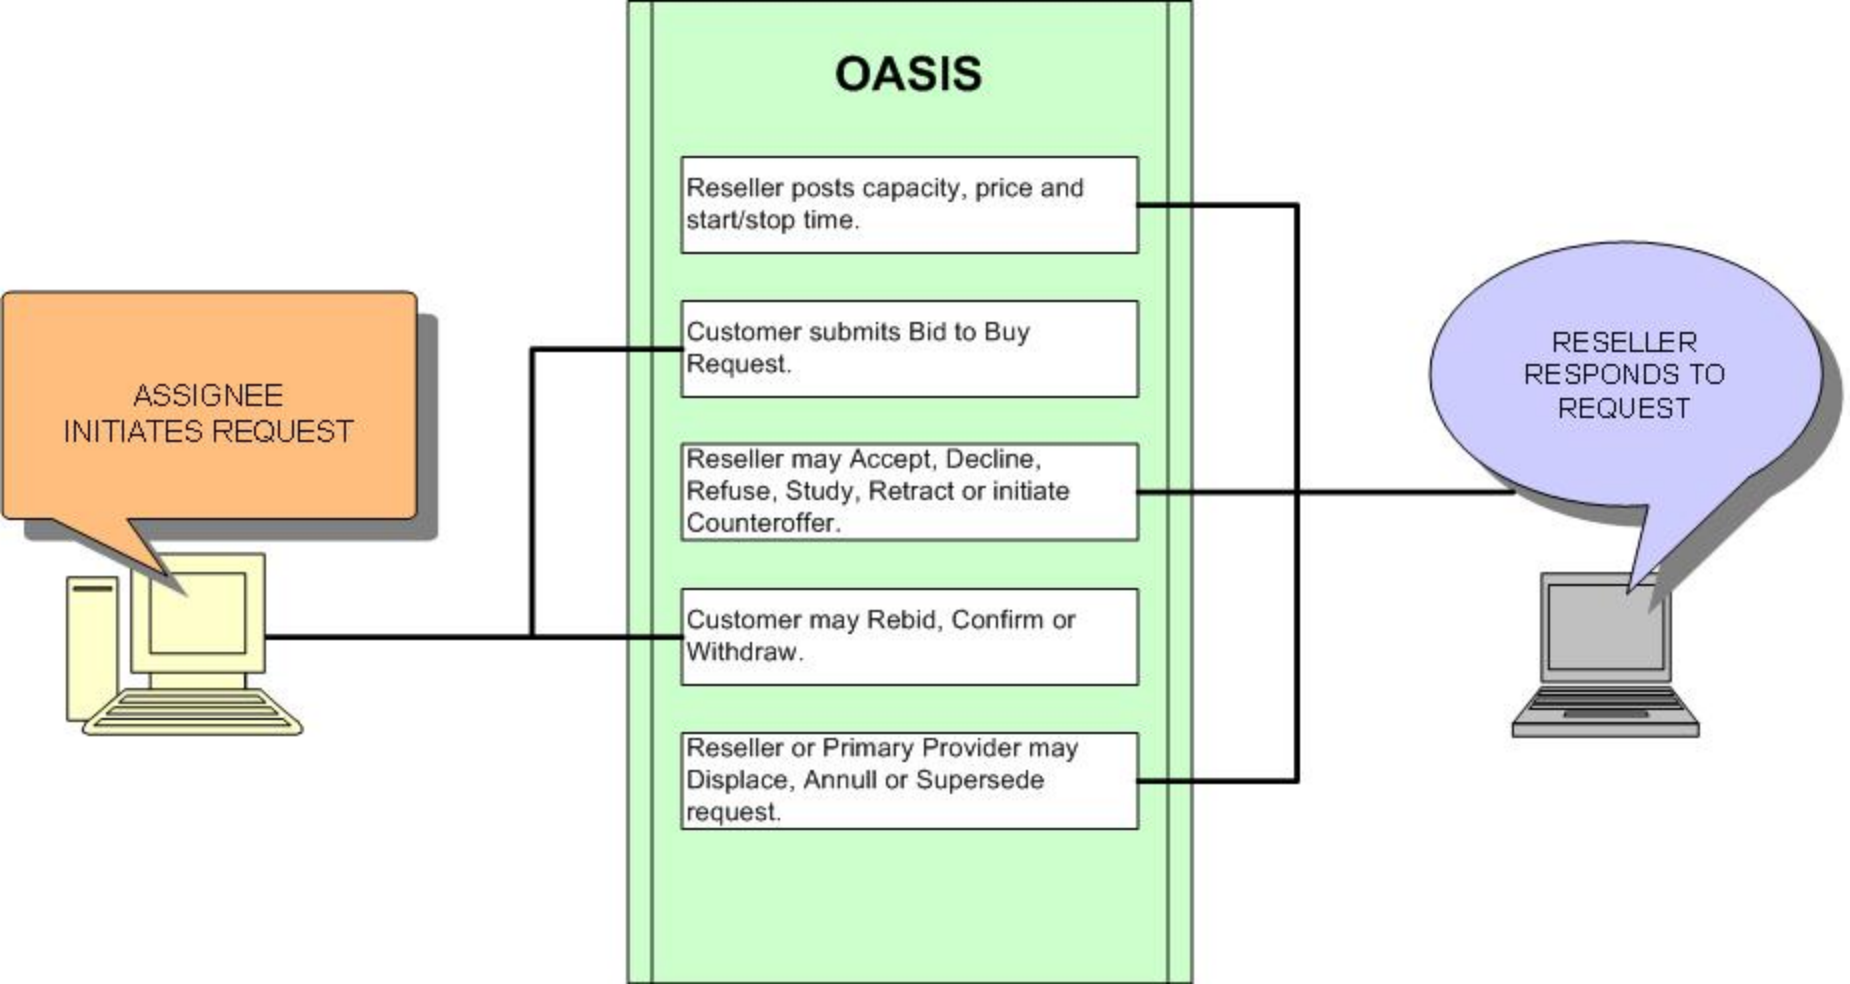 OASIS
Reseller posts capacity, price and
start/stop time.
Customer submits Bid to Buy
Request.
Reseller may Accept, Decline,
Refuse, Study, Retract or initiate
Counteroffer.
Customer may Rebid, Confirm or
Withdraw.
Reseller or Primary Provider may
Displace, Annull or Supersede
request.
ASSIGNEE
INITIATES REQUEST
RESELLER
RESPONDS TO
REQUEST